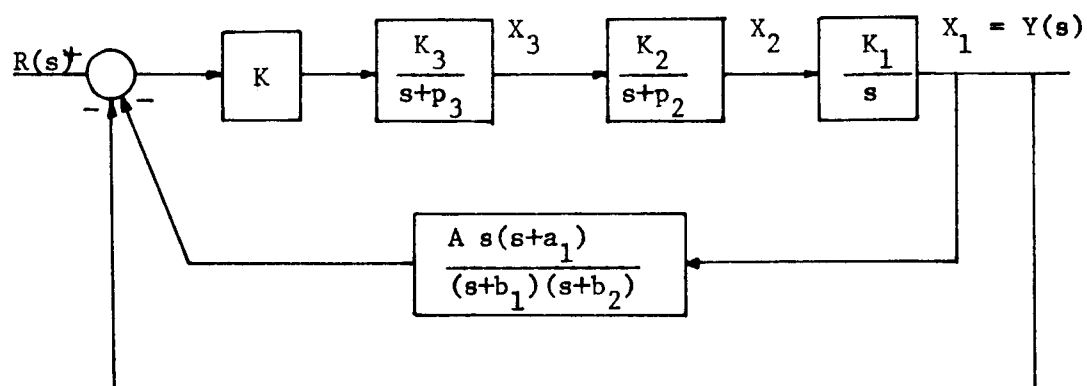 R(s)+
K
K3
s+p3
X3
K2
s+p2
X2
K1
s
X1 = Y(s)
-
-
A s(s+a1)
(s+b1)(s+b2)